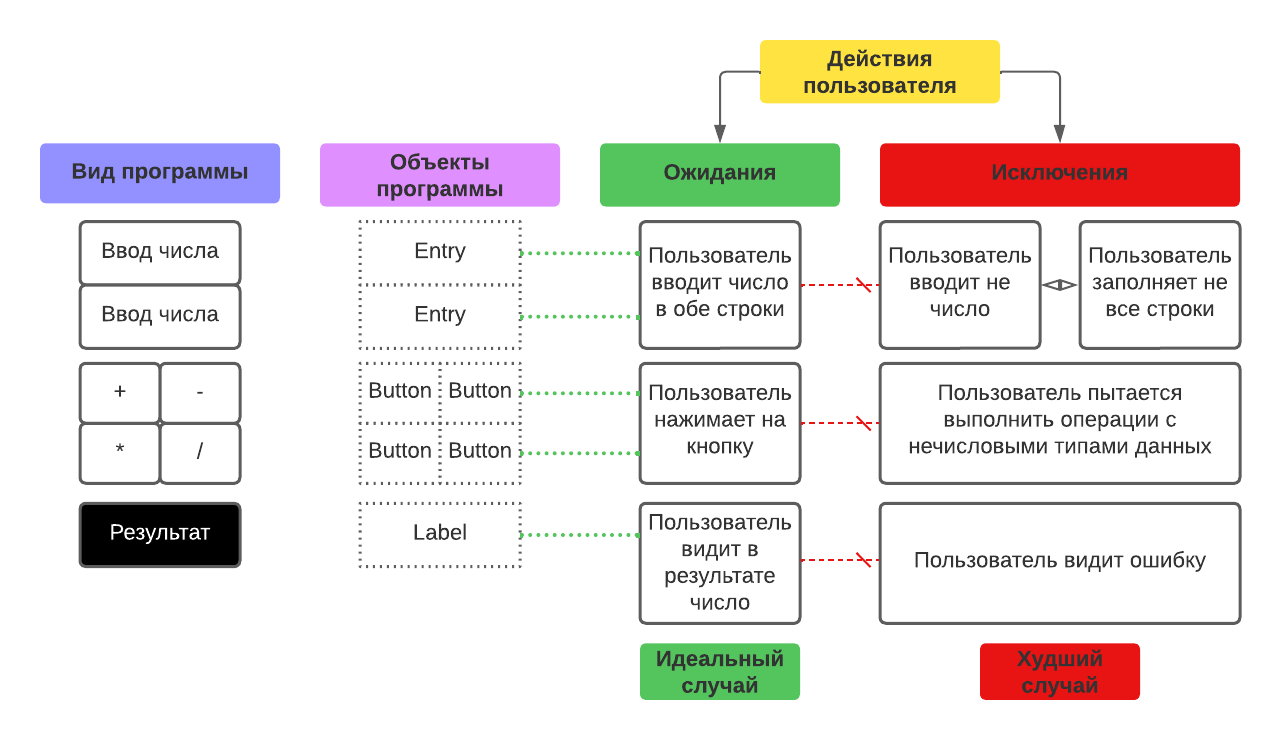 Действия
пользователя
Вид программы
Объекты
программы
Ожидания
Исключения
Ввод числа
Ввод числа
+
-
*
/
Результат
Entry
Entry
Button
Button
Button
Button
Label
Пользователь
вводит число
в обе строки
Пользователь
вводит не
число
Пользователь
заполняет не
все строки
Пользователь
нажимает на
кнопку
Пользователь пытается
выполнить операции с
нечисловыми типами данных
Пользователь
видит в
результате
число
Пользователь видит ошибку
Идеальный
случай
Худший
случай